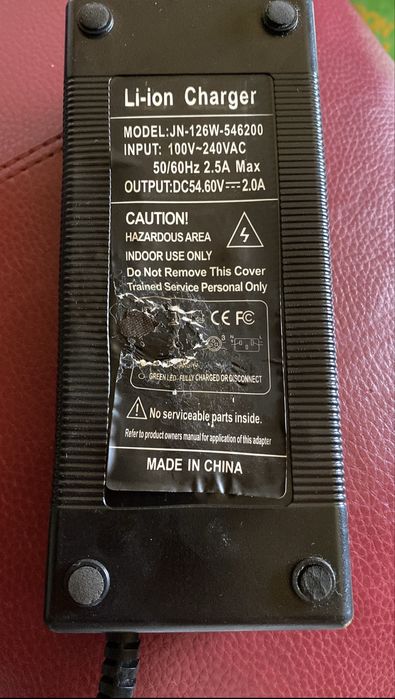 Li-ion Charger
MODEL:JN-126W-546200
INPUT: 100V~240VAC
50/60Hz 2.5A Max
OUTPUT:DC54.60V⎓2.0A
CAUTION!
HAZARDOUS AREA
INDOOR USE ONLY
Do Not Remove This Cover
Trained Service Personal Only
CE FC
GREEN LED: FULLY CHARGED OR DISCONNECT
No serviceable parts inside.
Refer to product owners manual for application of this adapter
MADE IN CHINA